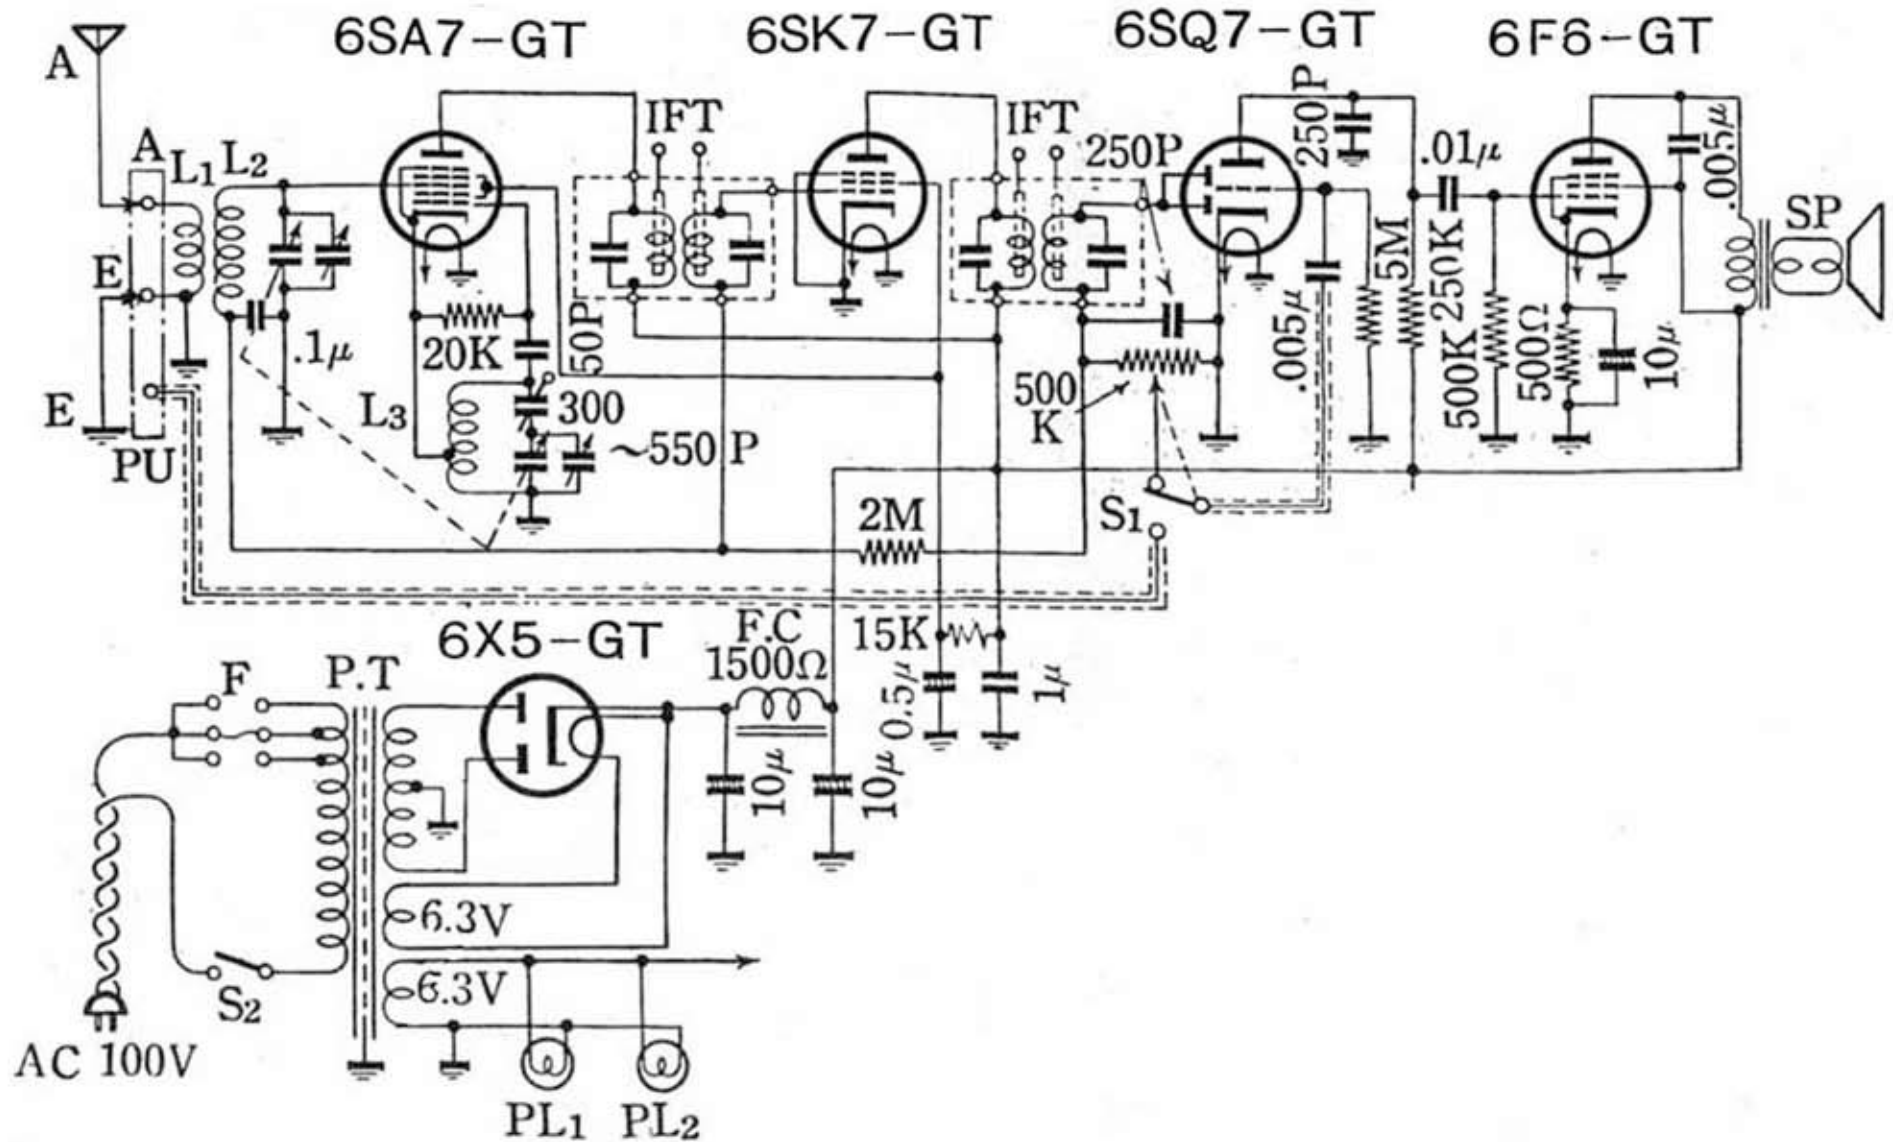 6SA7-GT
6SK7-GT
6SQ7-GT
6F6-GT
A
A
L1
L2
IFT
IFT
250P
250P
.01μ
.005μ
SP
E
E
PU
.1μ
20K
50P
L3
300
~550 P
500
K
.005μ
5M
250K
500K
500Ω
10μ
S1
2M
15K
0.5μ
1μ
6X5-GT
F.C
1500Ω
F
P.T
10μ
10μ
6.3V
6.3V
S2
AC 100V
PL1
PL2